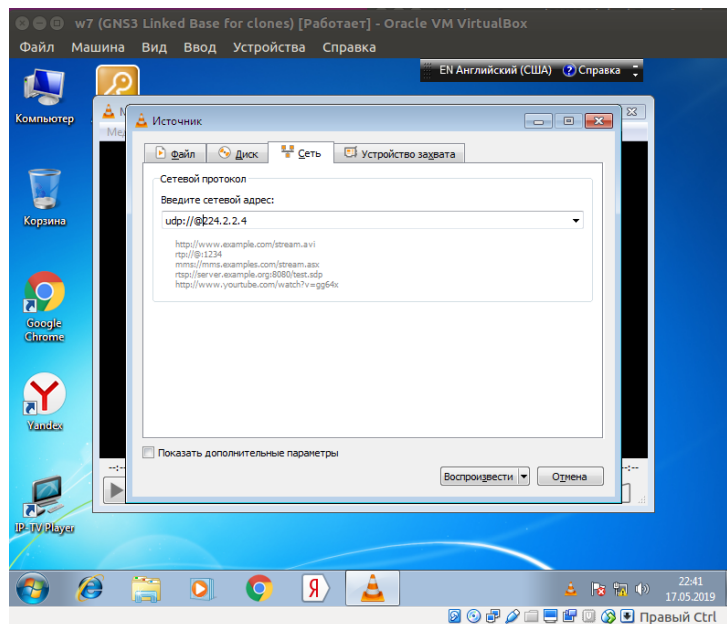 w7 (GNS3 Linked Base for clones) [Работает] - Oracle VM VirtualBox
Файл Машина Вид Ввод Устройства Справка
EN Английский (США) Справка
Компьютер
Источник
Файл Диск Сеть Устройство захвата
Сетевой протокол
Введите сетевой адрес:
udp://@224.2.2.4
http://www.example.com/stream.avi
rtp://@:1234
mms://mms.examples.com/stream.asx
rtsp://server.example.org:8080/test.sdp
http://www.yourtube.com/watch?v=gg64x
Корзина
Google
Chrome
Yandex
Показать дополнительные параметры
--:--
Воспроизвести Отмена
IP-TV Player
22:41
17.05.2019
Правый Ctrl